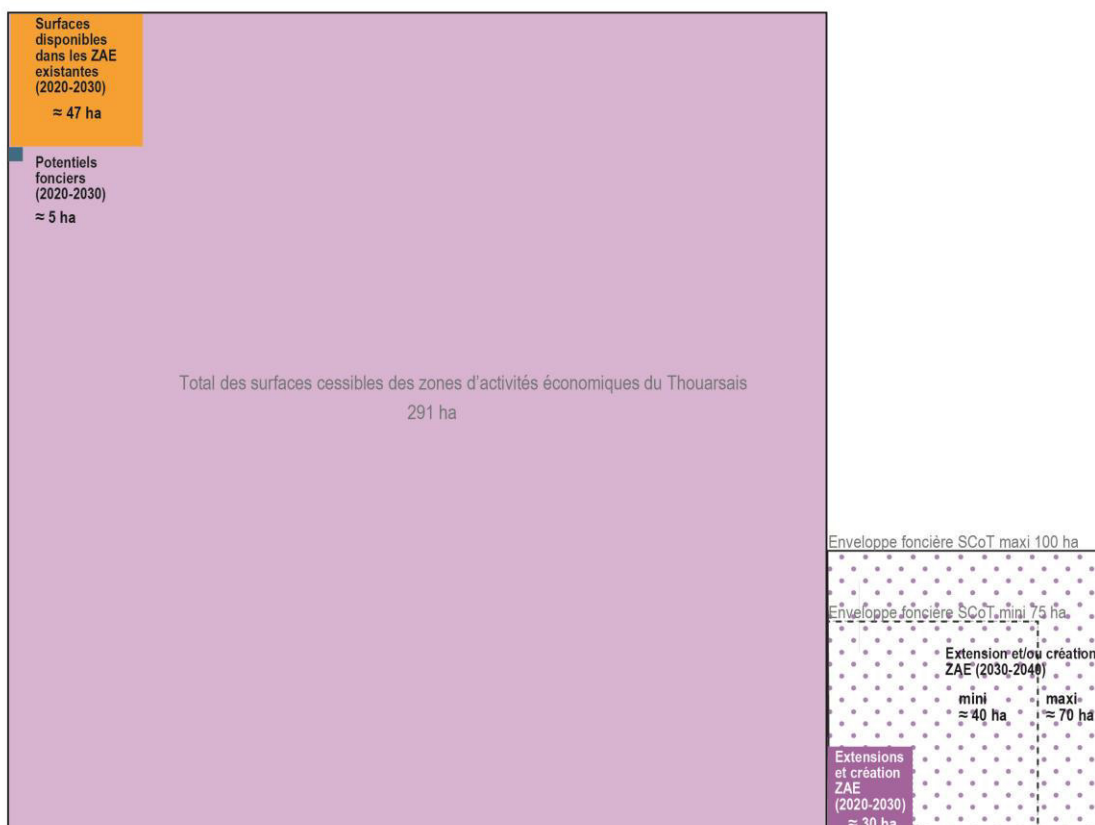 Surfaces
disponibles
dans les ZAE
existantes
(2020-2030)
≈ 47 ha
Potentiels
fonciers
(2020-2030)
≈ 5 ha
Total des surfaces cessibles des zones d’activités économiques du Thouarsais
291 ha
Enveloppe foncière SCoT maxi 100 ha
Enveloppe foncière SCoT mini 75 ha
Extension et/ou création
ZAE (2030-2040)
mini
≈ 40 ha
maxi
≈ 70 ha
Extensions
et création
ZAE
(2020-2030)
≈ 30 ha